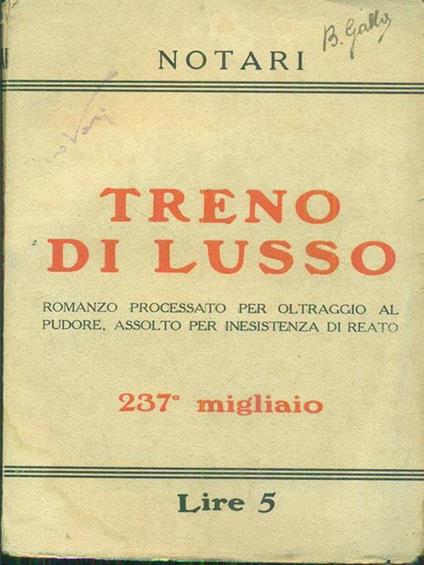 B. Gallo
NOTARI
TRENO
DI LUSSO
ROMANZO PROCESSATO PER OLTRAGGIO AL
PUDORE, ASSOLTO PER INESISTENZA DI REATO
237° migliaio
Lire 5